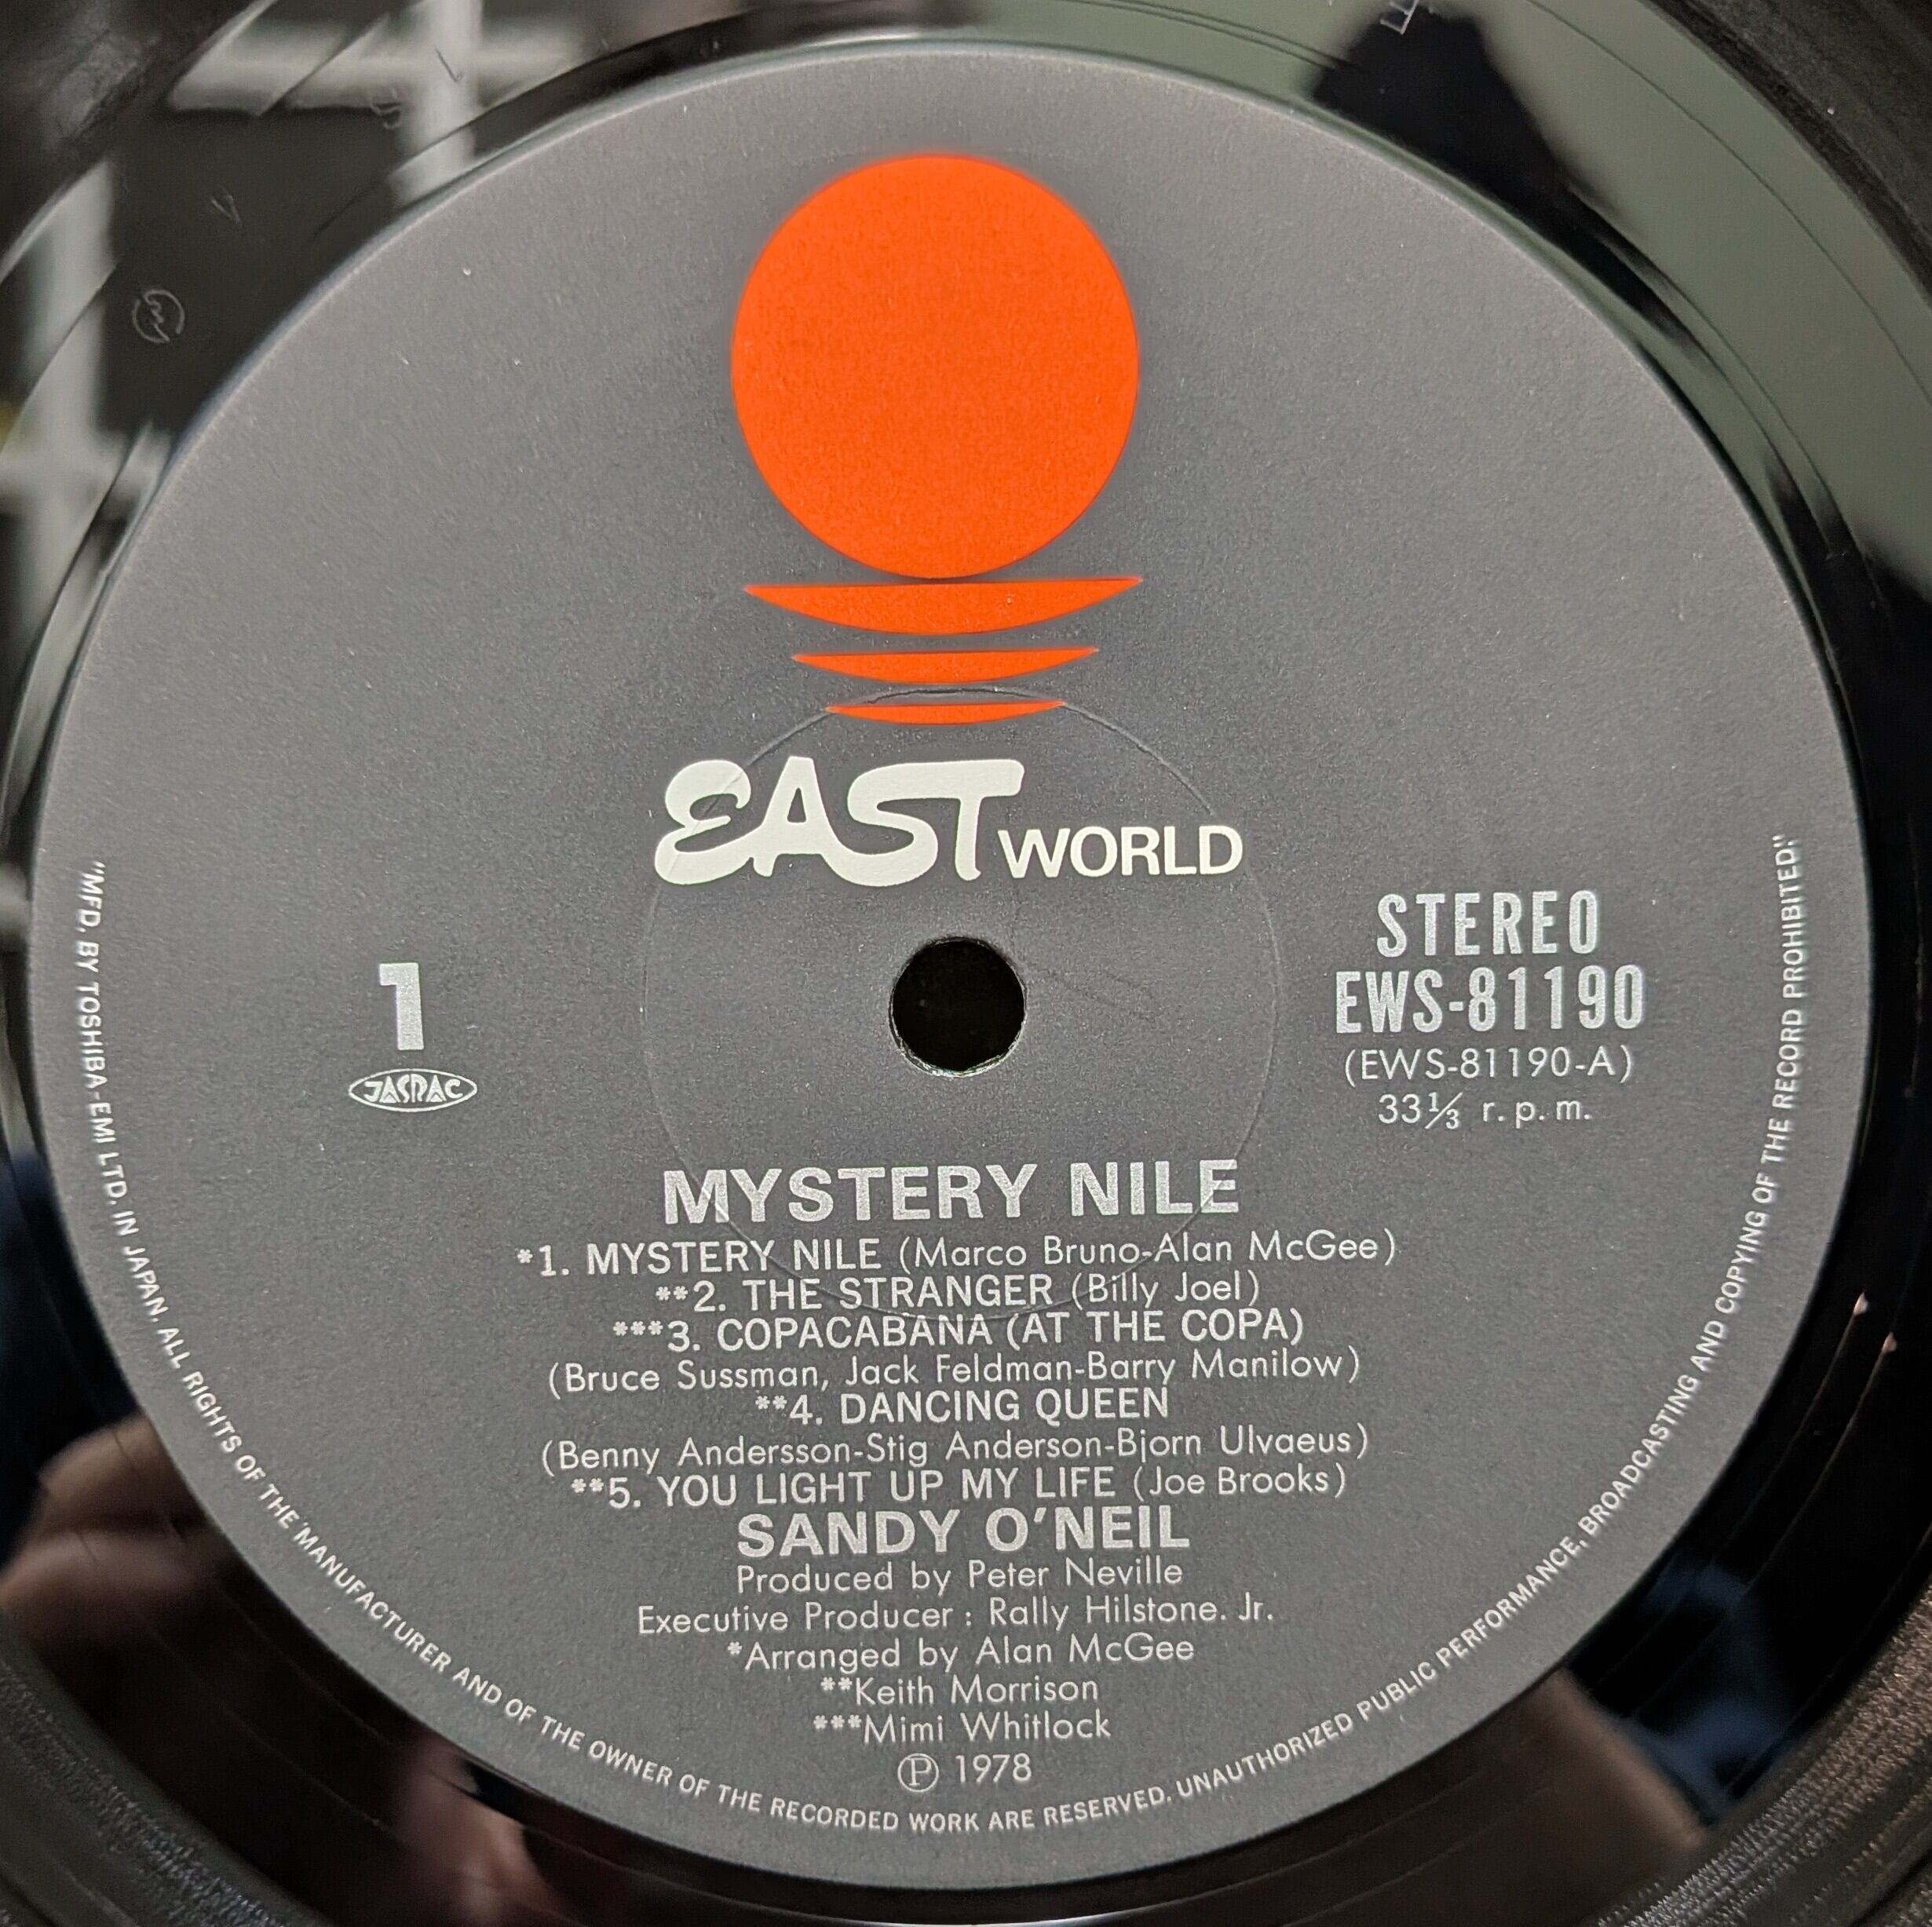 EAST WORLD
1
JASRAC
STEREO
EWS-81190
(EWS-81190-A)
33⅓ r.p.m.
MYSTERY NILE
*1. MYSTERY NILE (Marco Bruno-Alan McGee)
**2. THE STRANGER (Billy Joel)
***3. COPACABANA (AT THE COPA)
(Bruce Sussman, Jack Feldman-Barry Manilow)
**4. DANCING QUEEN
(Benny Andersson-Stig Anderson-Bjorn Ulvaeus)
**5. YOU LIGHT UP MY LIFE (Joe Brooks)
SANDY O'NEIL
Produced by Peter Neville
Executive Producer : Rally Hilstone. Jr.
*Arranged by Alan McGee
**Keith Morrison
***Mimi Whitlock
Ⓟ 1978
"MFD. BY TOSHIBA-EMI LTD. IN JAPAN. ALL RIGHTS OF THE MANUFACTURER AND OF THE OWNER OF THE RECORDED WORK ARE RESERVED. UNAUTHORIZED PUBLIC PERFORMANCE, BROADCASTING AND COPYING OF THE RECORD PROHIBITED."